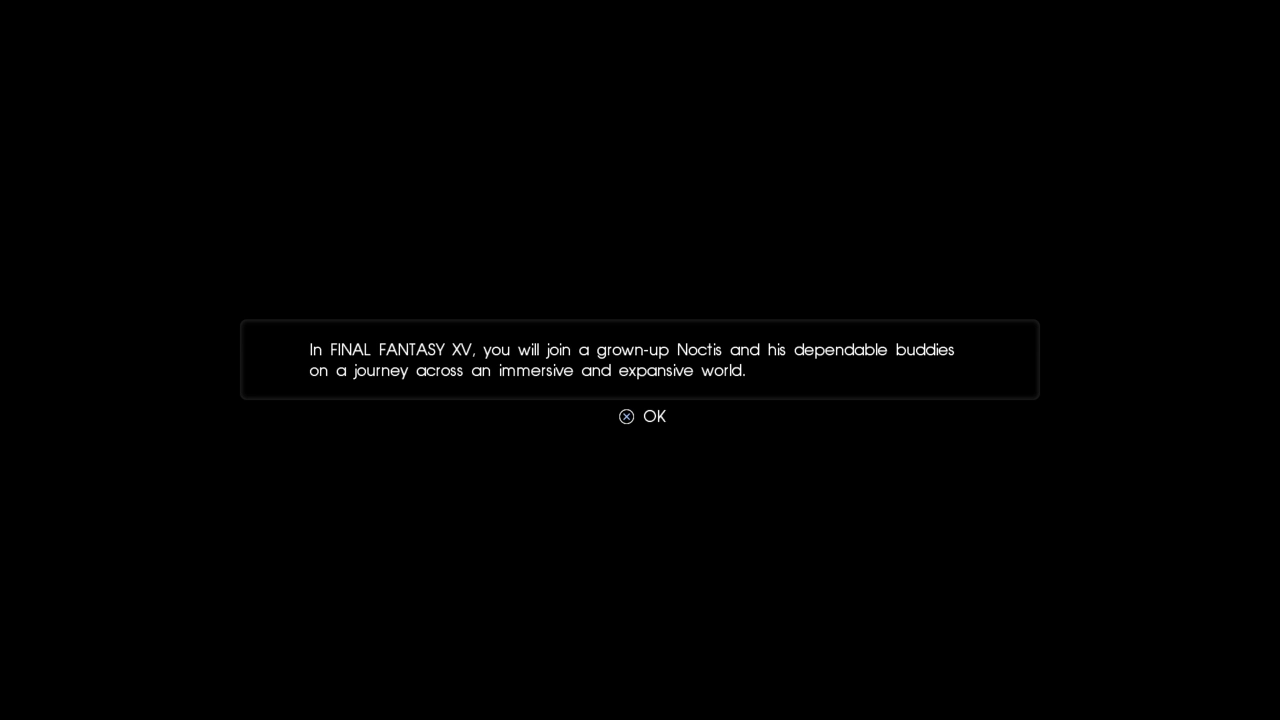 In FINAL FANTASY XV, you will join a grown-up Noctis and his dependable buddies
on a journey across an immersive and expansive world.
OK